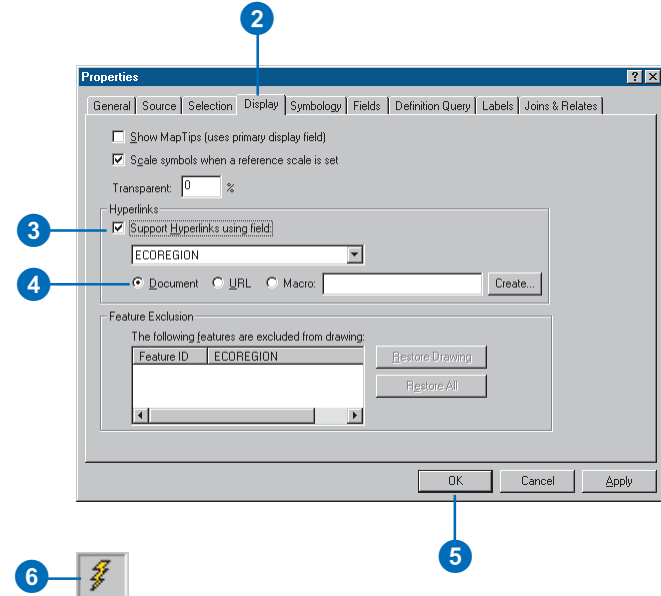 2
Properties
General Source Selection Display Symbology Fields Definition Query Labels Joins & Relates
Show MapTips (uses primary display field)
Scale symbols when a reference scale is set
Transparent: 0 %
Hyperlinks
3
Support Hyperlinks using field:
ECOREGION
4
Document URL Macro: Create...
Feature Exclusion
The following features are excluded from drawing:
Feature ID ECOREGION
Restore Drawing
Restore All
OK Cancel Apply
5
6